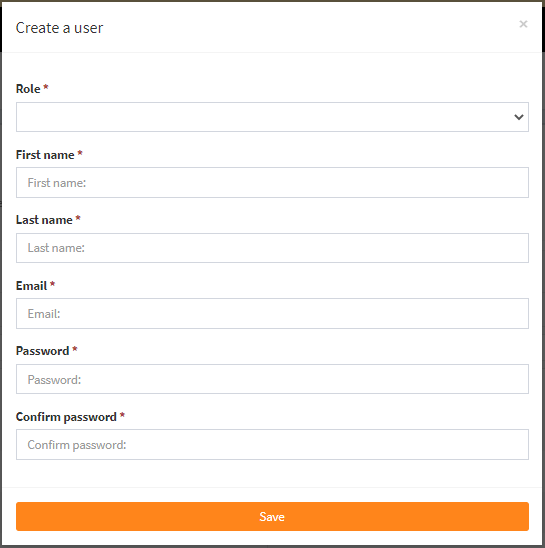 Create a user
×
Role *
First name *
First name:
Last name *
Last name:
Email *
Email:
Password *
Password:
Confirm password *
Confirm password:
Save